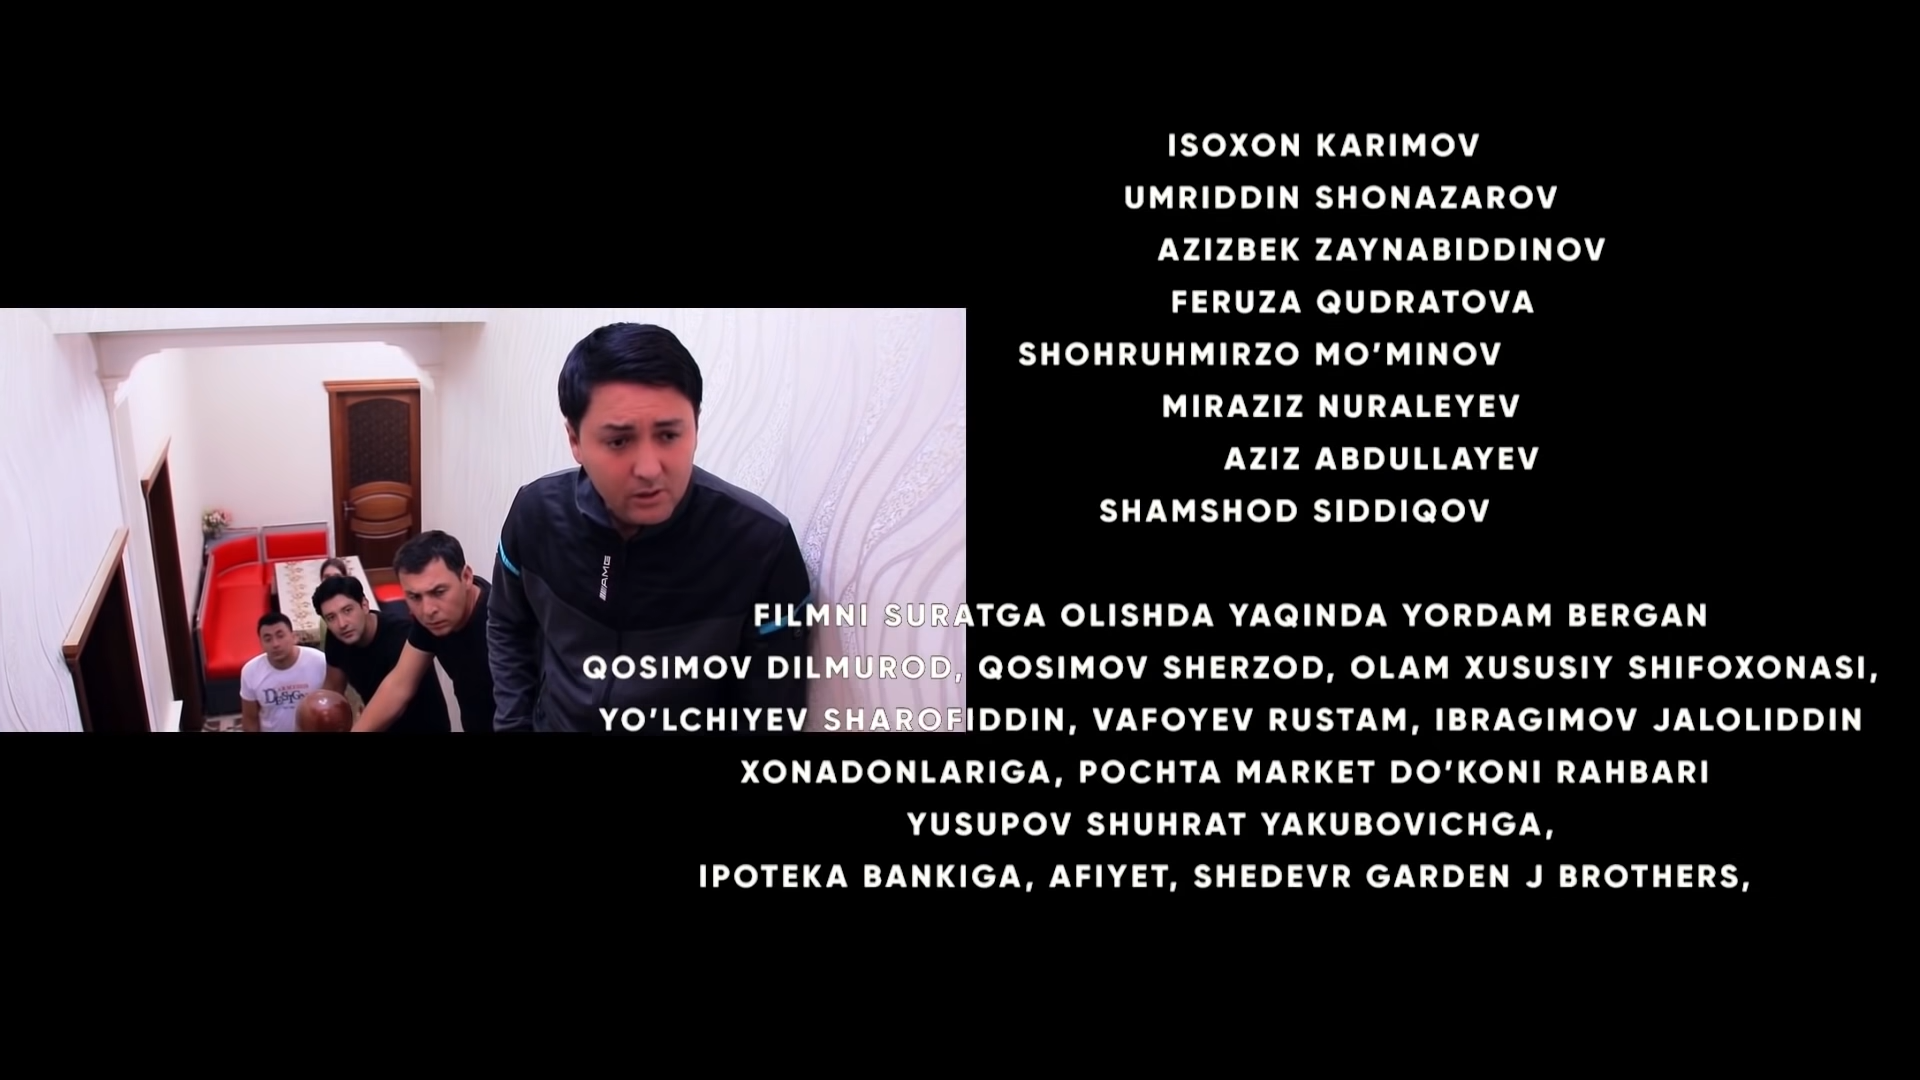 ISOXON KARIMOV
UMRIDDIN SHONAZAROV
AZIZBEK ZAYNABIDDINOV
FERUZA QUDRATOVA
SHOHRUHMIRZO MO’MINOV
MIRAZIZ NURALEYEV
AZIZ ABDULLAYEV
SHAMSHOD SIDDIQOV
AMG
FILMNI SURATGA OLISHDA YAQINDA YORDAM BERGAN
QOSIMOV DILMUROD, QOSIMOV SHERZOD, OLAM XUSUSIY SHIFOXONASI,
YO’LCHIYEV SHAROFIDDIN, VAFOYEV RUSTAM, IBRAGIMOV JALOLIDDIN
XONADONLARIGA, POCHTA MARKET DO’KONI RAHBARI
YUSUPOV SHUHRAT YAKUBOVICHGA,
IPOTEKA BANKIGA, AFIYET, SHEDEVR GARDEN J BROTHERS,